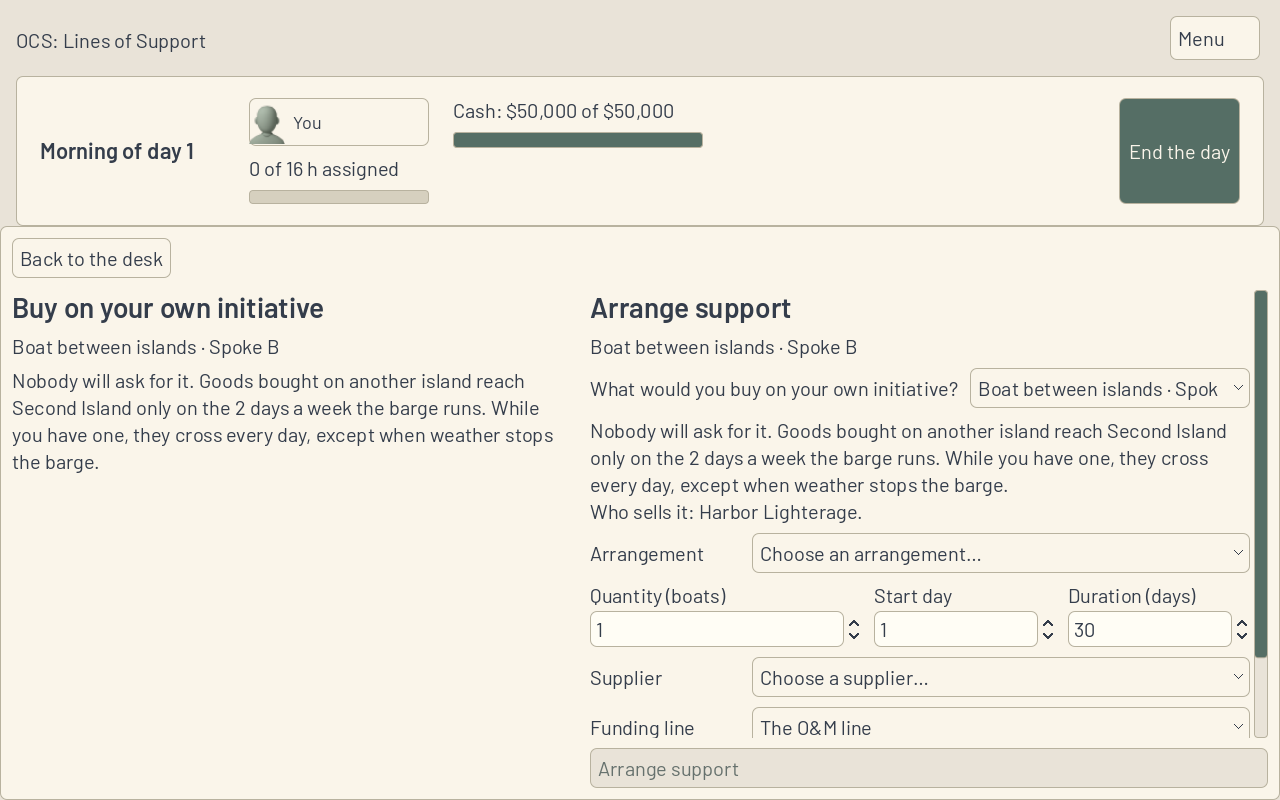 OCS: Lines of Support
Menu
Morning of day 1
You
0 of 16 h assigned
Cash: $50,000 of $50,000
End the day
Back to the desk
Buy on your own initiative
Boat between islands · Spoke B
Nobody will ask for it. Goods bought on another island reach
Second Island only on the 2 days a week the barge runs. While
you have one, they cross every day, except when weather stops
the barge.
Arrange support
Boat between islands · Spoke B
What would you buy on your own initiative?
Boat between islands · Spok
Nobody will ask for it. Goods bought on another island reach Second Island
only on the 2 days a week the barge runs. While you have one, they cross
every day, except when weather stops the barge.
Who sells it: Harbor Lighterage.
Arrangement
Choose an arrangement...
Quantity (boats)
Start day
Duration (days)
1
1
30
Supplier
Choose a supplier...
Funding line
The O&M line
Arrange support